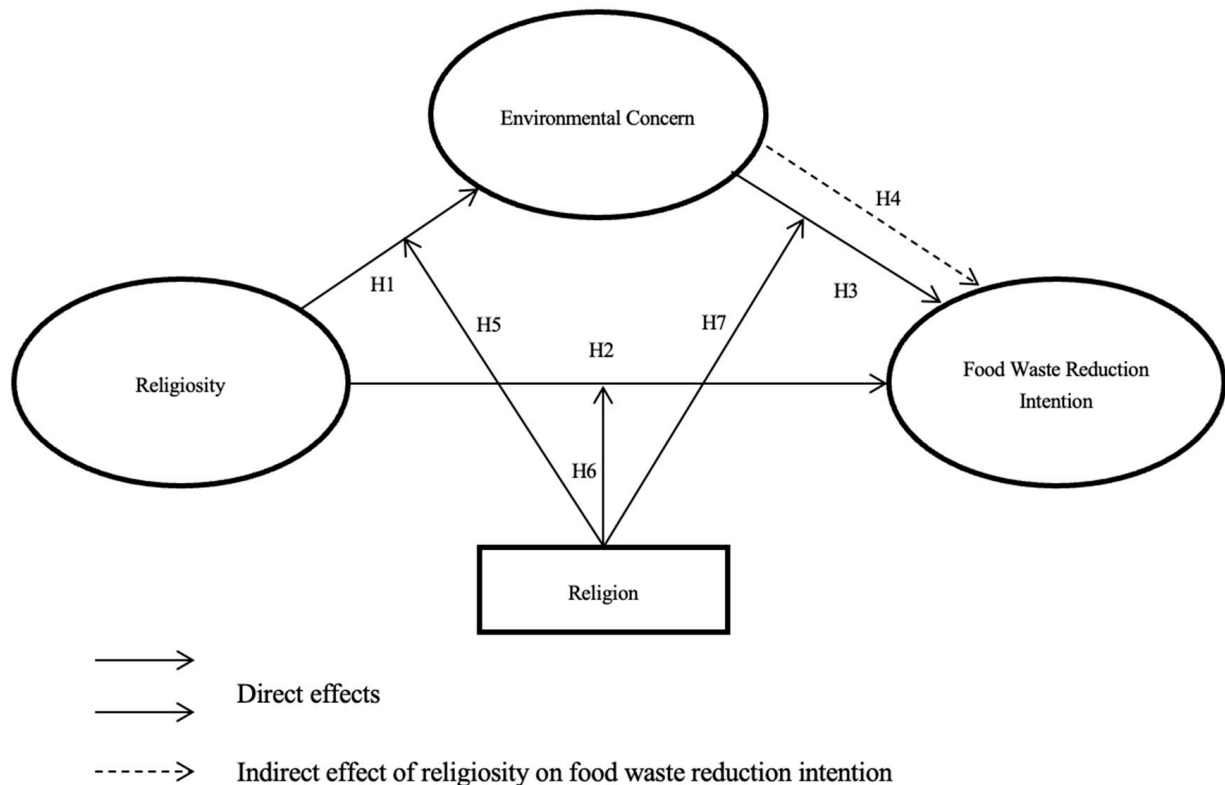 Environmental Concern
H4
H1
H3
H5
H7
H2
Religiosity
Food Waste Reduction
Intention
H6
Religion
Direct effects
Indirect effect of religiosity on food waste reduction intention